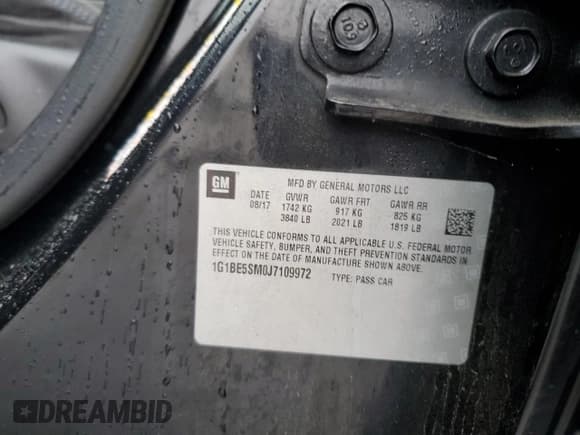 GM
MFD BY GENERAL MOTORS LLC
DATE GVWR GAWR FRT GAWR RR
08/17 1742 KG 917 KG 825 KG
3840 LB 2021 LB 1819 LB
THIS VEHICLE CONFORMS TO ALL APPLICABLE U.S. FEDERAL MOTOR
VEHICLE SAFETY, BUMPER, AND THEFT PREVENTION STANDARDS IN
EFFECT ON THE DATE OF MANUFACTURE SHOWN ABOVE.
1G1BE5SM0J7109972 TYPE: PASS CAR
DREAMBID